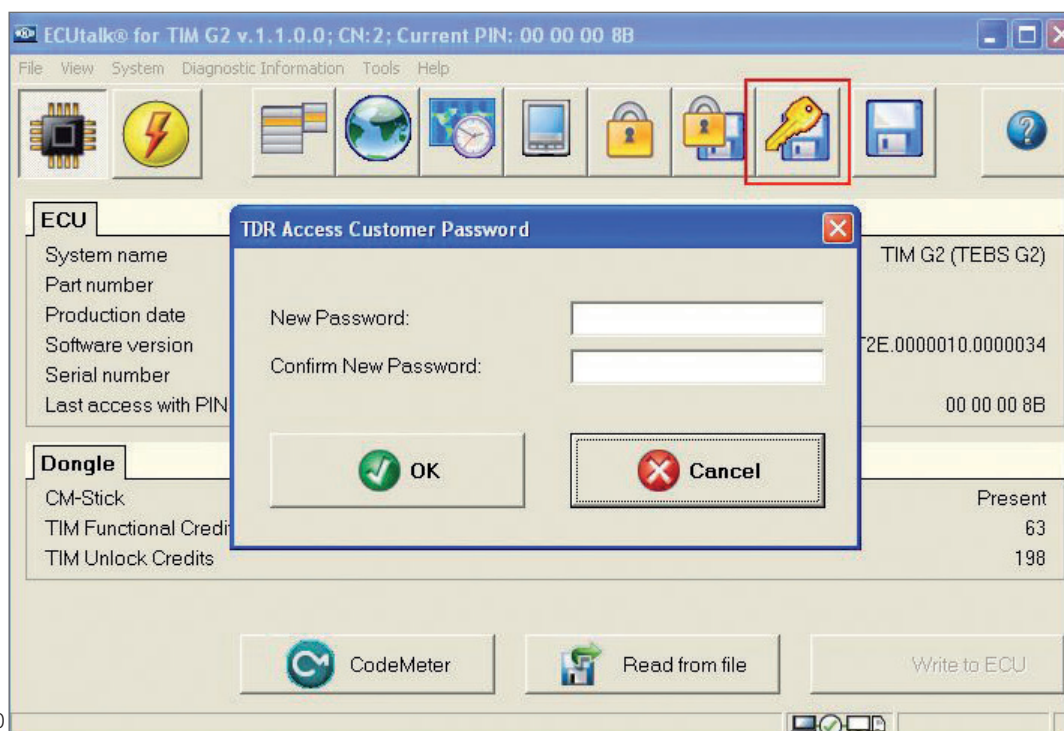 ECUtalk® for TIM G2 v.1.1.0.0; CN:2; Current PIN: 00 00 00 8B
File View System Diagnostic Information Tools Help
ECU
TDR Access Customer Password
System name TIM G2 (TEBS G2)
Part number
Production date
New Password:
Software version 2E.0000010.0000034
Confirm New Password:
Serial number
Last access with PIN 00 00 00 8B
OK Cancel
Dongle
CM-Stick Present
TIM Functional Credi 63
TIM Unlock Credits 198
CodeMeter Read from file Write to ECU